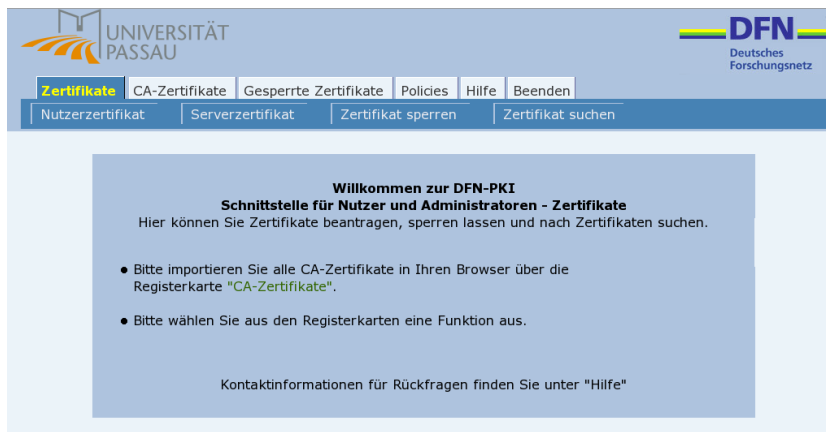 UNIVERSITÄT
PASSAU
DFN
Deutsches
Forschungsnetz
Zertifikate CA-Zertifikate Gesperrte Zertifikate Policies Hilfe Beenden
Nutzerzertifikat Serverzertifikat Zertifikat sperren Zertifikat suchen
Willkommen zur DFN-PKI
Schnittstelle für Nutzer und Administratoren - Zertifikate
Hier können Sie Zertifikate beantragen, sperren lassen und nach Zertifikaten suchen.
• Bitte importieren Sie alle CA-Zertifikate in Ihren Browser über die
Registerkarte "CA-Zertifikate".
• Bitte wählen Sie aus den Registerkarten eine Funktion aus.
Kontaktinformationen für Rückfragen finden Sie unter "Hilfe"